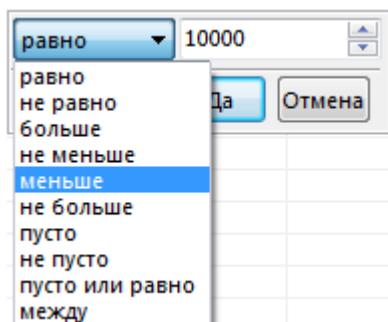 равно 10000
равно
не равно Да Отмена
больше
не меньше
меньше
не больше
пусто
не пусто
пусто или равно
между